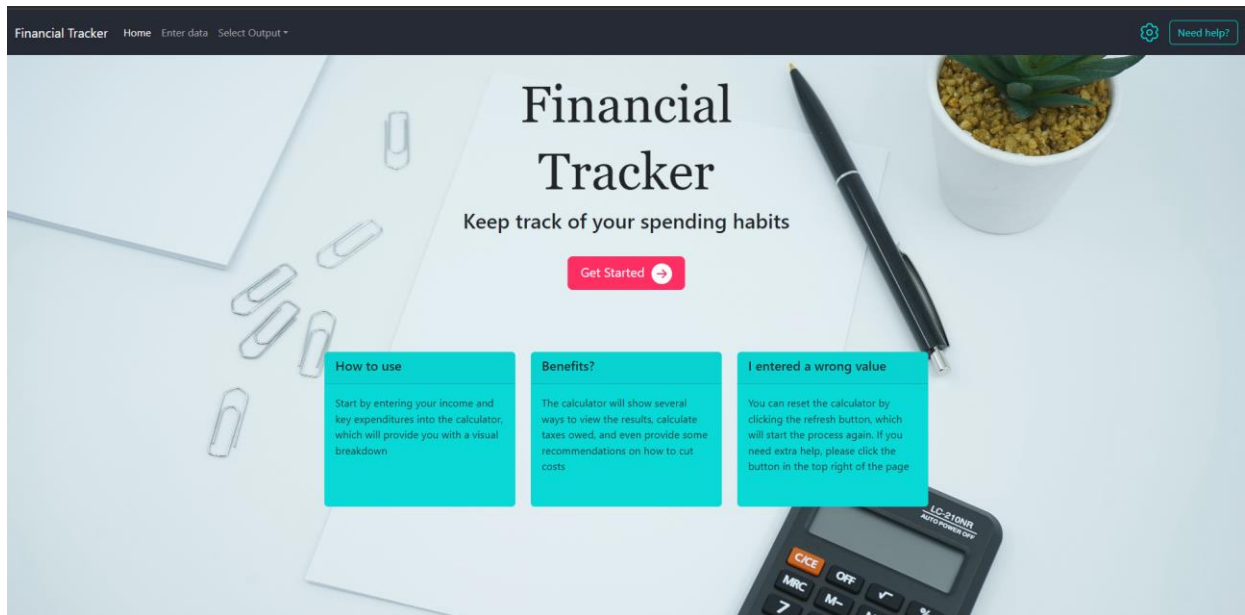 Financial Tracker Home Enter data Select Output Need help?
Financial
Tracker
Keep track of your spending habits
Get Started
How to use
Start by entering your income and
key expenditures into the calculator,
which will provide you with a visual
breakdown
Benefits?
The calculator will show several
ways to view the results, calculate
taxes owed, and even provide some
recommendations on how to cut
costs
I entered a wrong value
You can reset the calculator by
clicking the refresh button, which
will start the process again. If you
need extra help, please click the
button in the top right of the page
LC-210NR
AUTO POWER OFF
C/CE OFF √ %
MRC M-
7